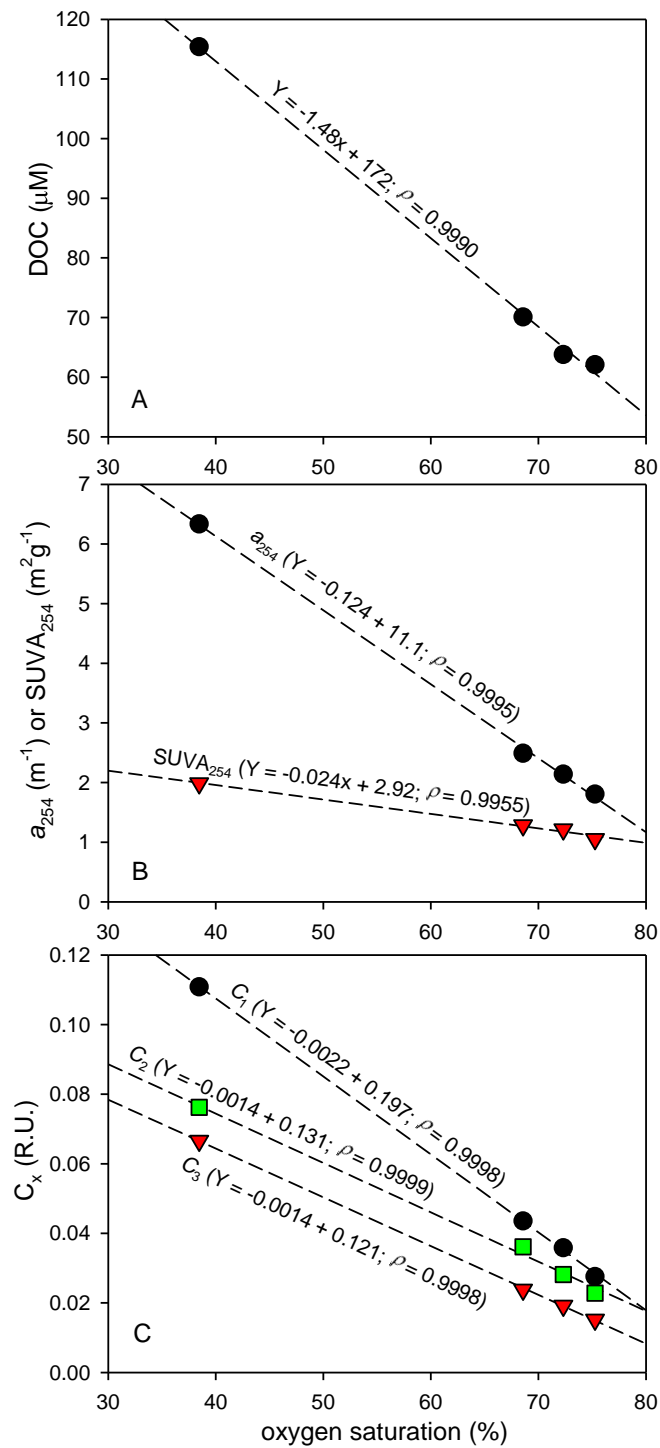 120
110
100
90
80
70
60
50
DOC (μM)
Y = -1.48x + 172; ρ = 0.9990
A
30 40 50 60 70 80
7
6
5
4
3
2
1
0
a254 (m-1) or SUVA254 (m2g-1)
a254 (Y = -0.124 + 11.1; ρ = 0.9995)
SUVA254 (Y = -0.024x + 2.92; ρ = 0.9955)
B
30 40 50 60 70 80
0.12
0.10
0.08
0.06
0.04
0.02
0.00
Cx (R.U.)
C1 (Y = -0.0022 + 0.197; ρ = 0.9998)
C2 (Y = -0.0014 + 0.131; ρ = 0.9999)
C3 (Y = -0.0014 + 0.121; ρ = 0.9998)
C
30 40 50 60 70 80
oxygen saturation (%)